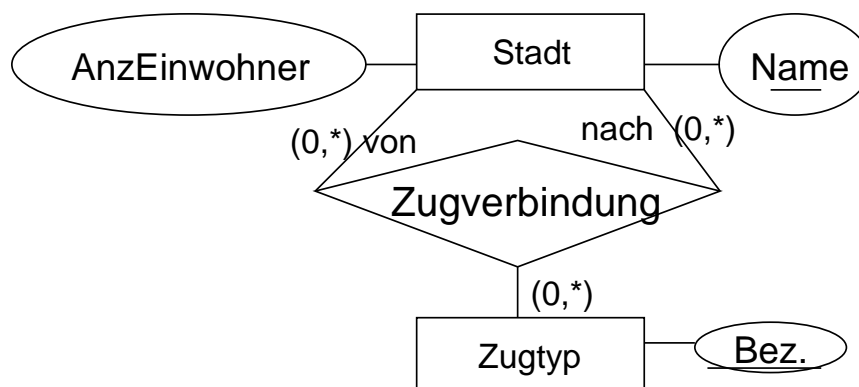 AnzEinwohner Stadt Name
(0,*) von nach (0,*)
Zugverbindung
(0,*)
Zugtyp Bez.